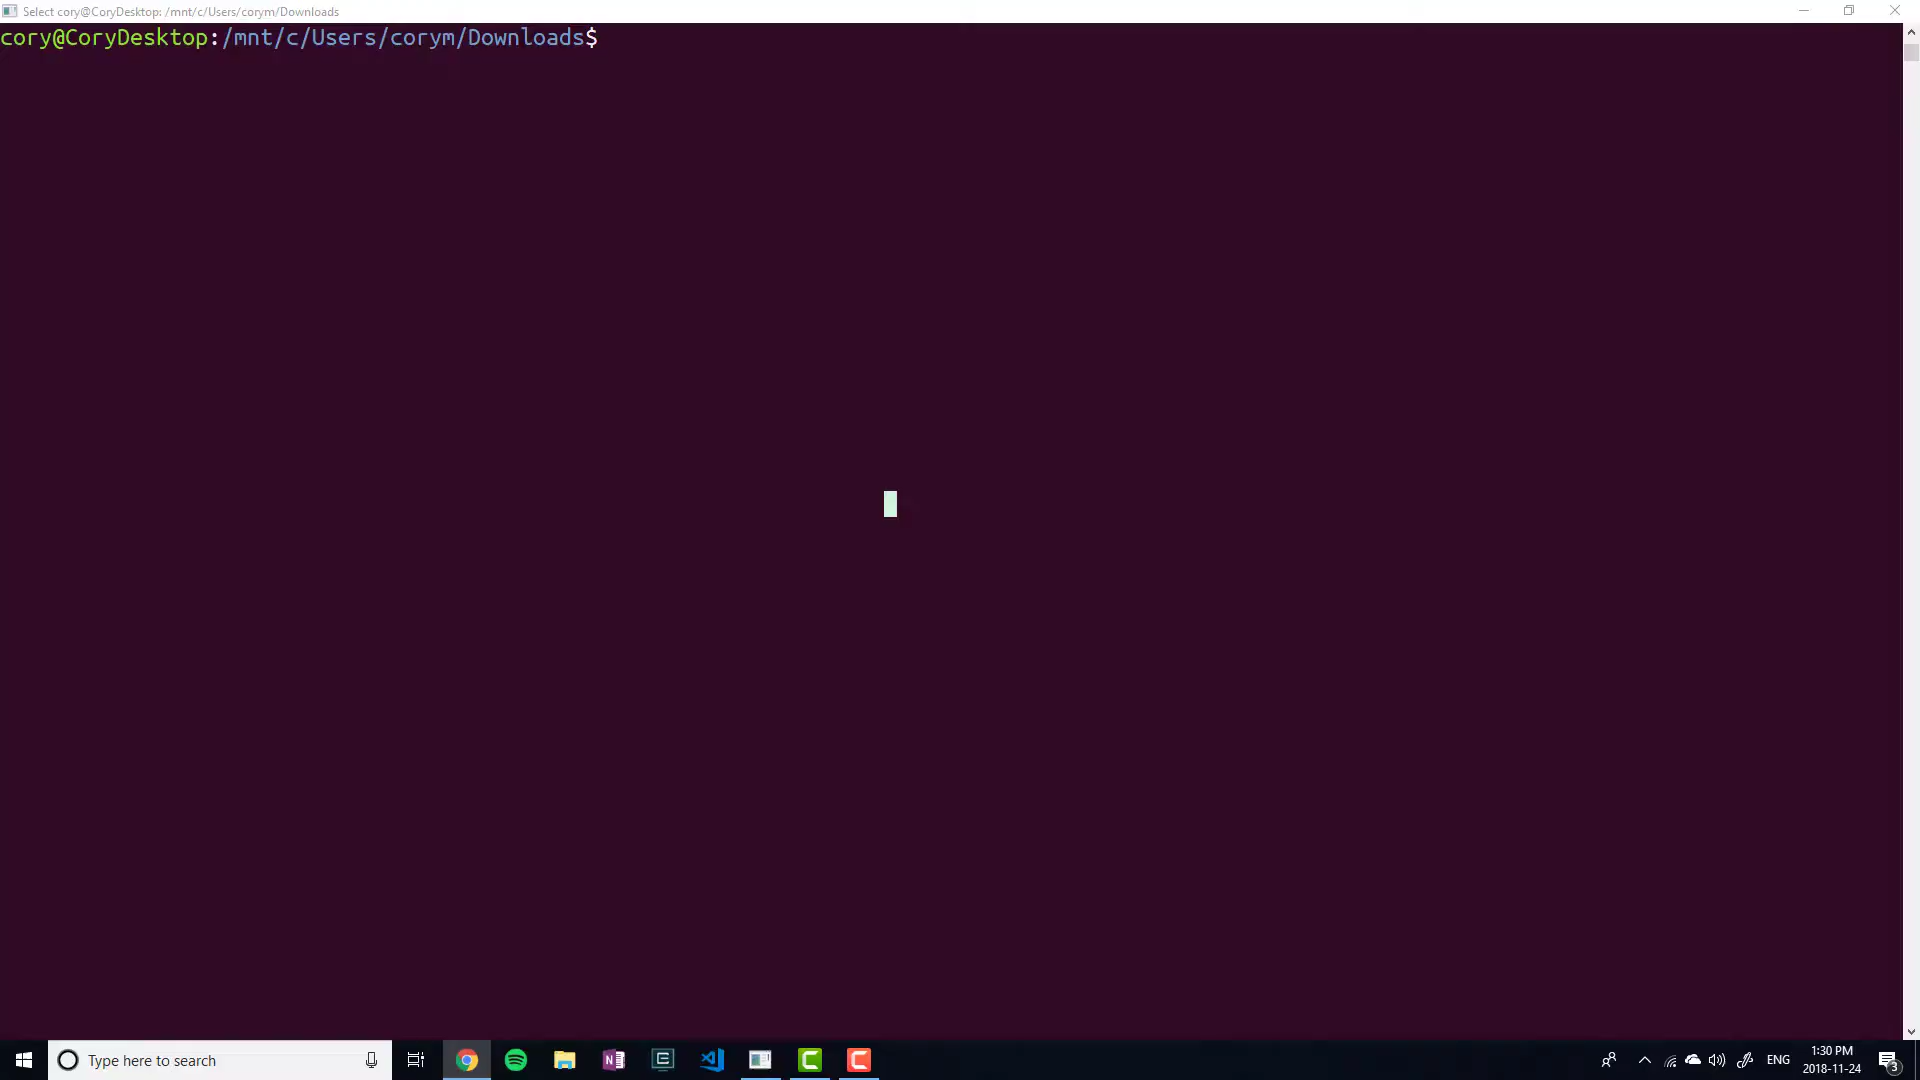 Select cory@CoryDesktop: /mnt/c/Users/corym/Downloads
cory@CoryDesktop:/mnt/c/Users/corym/Downloads$
Type here to search
ENG
1:30 PM
2018-11-24
3